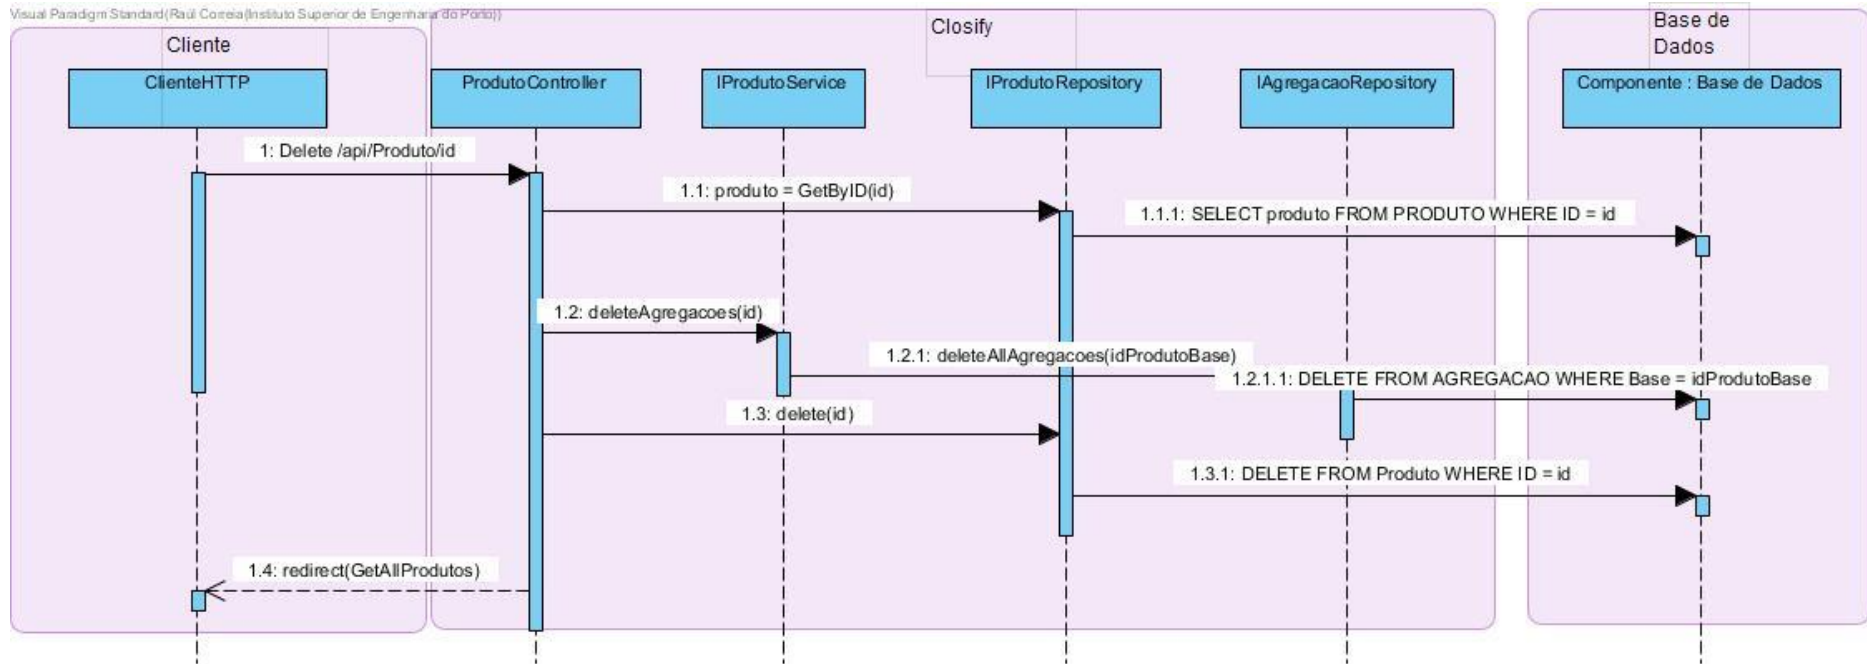 Visual Paradigm Standard(Raúl Correia(Instituto Superior de Engenharia do Porto))
Cliente
Closify
Base de
Dados
ClienteHTTP
ProdutoController
IProdutoService
IProdutoRepository
IAgregacaoRepository
Componente : Base de Dados
1: Delete /api/Produto/id
1.1: produto = GetByID(id)
1.1.1: SELECT produto FROM PRODUTO WHERE ID = id
1.2: deleteAgregacoes(id)
1.2.1: deleteAllAgregacoes(idProdutoBase)
1.2.1.1: DELETE FROM AGREGACAO WHERE Base = idProdutoBase
1.3: delete(id)
1.3.1: DELETE FROM Produto WHERE ID = id
1.4: redirect(GetAllProdutos)